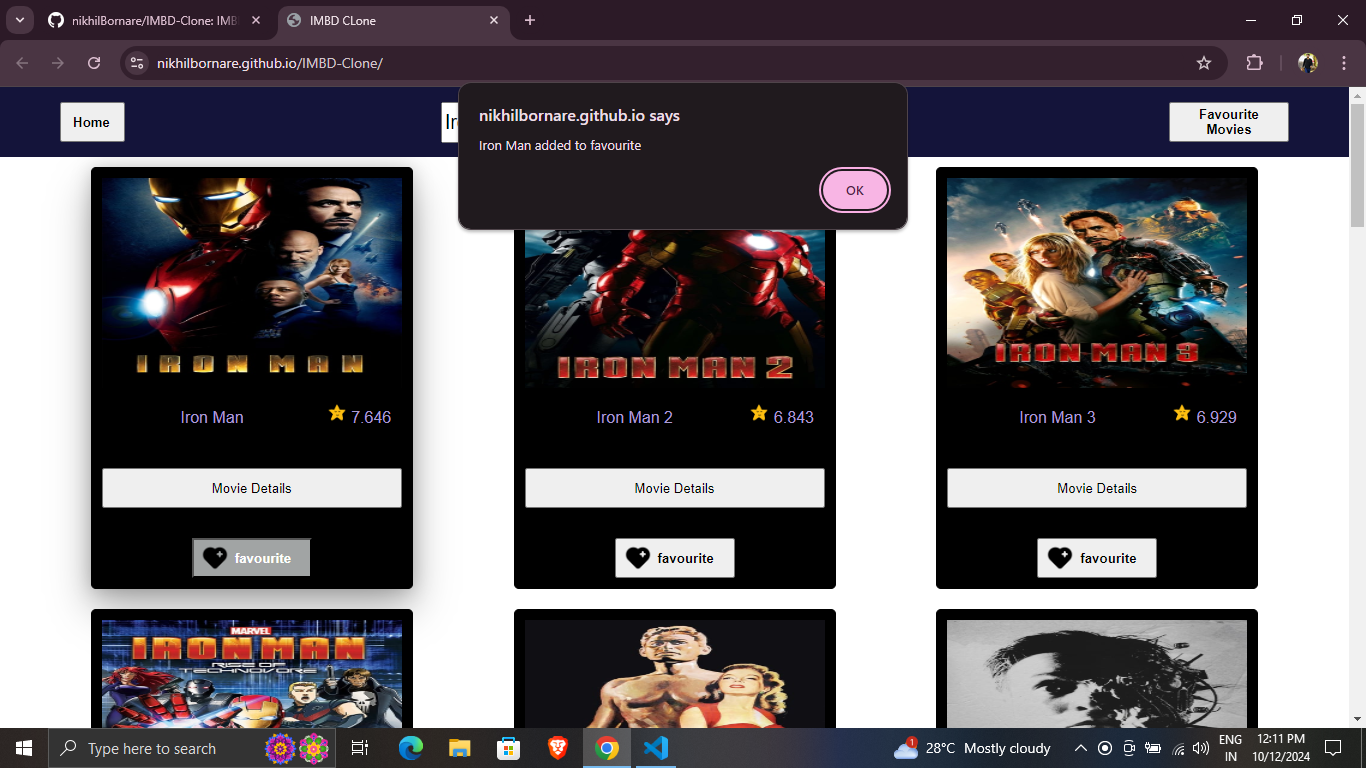 nikhilBornare/IMBD-Clone: IMB
IMBD CLone
nikhilbornare.github.io/IMBD-Clone/
Home
Favourite
Movies
nikhilbornare.github.io says
Iron Man added to favourite
OK
IRON MAN
IRON MAN 2
IRON MAN 3
Iron Man
7.646
Iron Man 2
6.843
Iron Man 3
6.929
Movie Details
Movie Details
Movie Details
favourite
favourite
favourite
MARVEL
IRON MAN
RISE OF
TECHNOVORE
Type here to search
1
28°C Mostly cloudy
ENG
IN
12:11 PM
10/12/2024